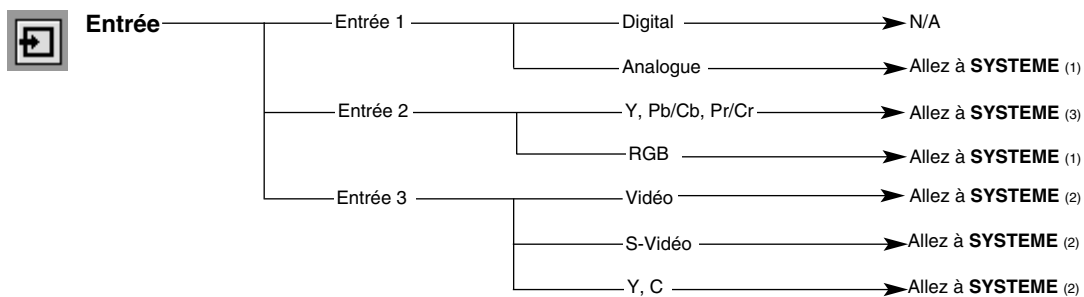 Entrée Entrée 1 Digital N/A
Analogue Allez à SYSTEME (1)
Entrée 2 Y, Pb/Cb, Pr/Cr Allez à SYSTEME (3)
RGB Allez à SYSTEME (1)
Entrée 3 Vidéo Allez à SYSTEME (2)
S-Vidéo Allez à SYSTEME (2)
Y, C Allez à SYSTEME (2)